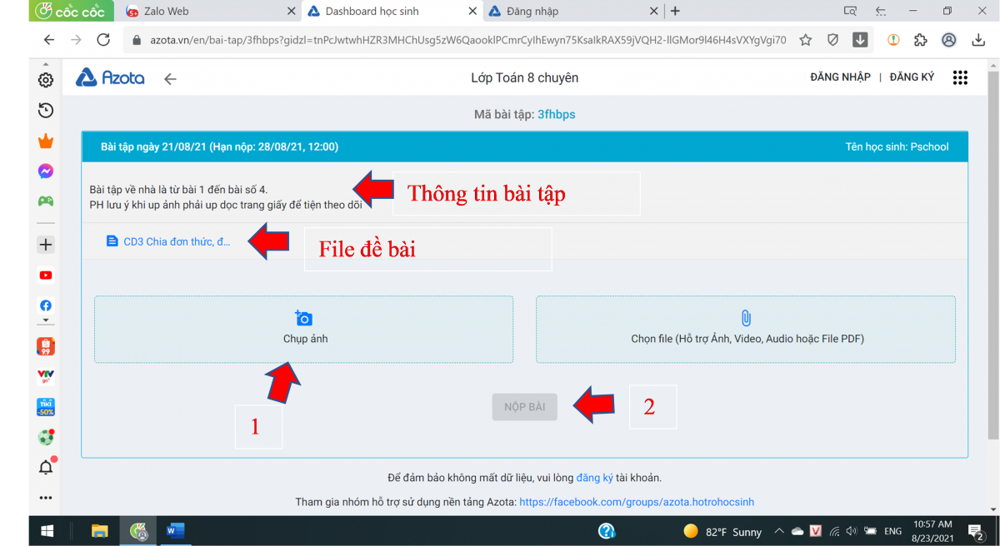 cốc cốc
Zalo Web
Dashboard học sinh
Đăng nhập
azota.vn/en/bai-tap/3fhbps?gidzl=tnPcJwtwhHZR3MHChUsg5zW6QaooklPCmrCyIhEwyn75KsaIkRAX59jVQH2-llGMor9l46H4sVXYgVgi70
Azota
Lớp Toán 8 chuyên
ĐĂNG NHẬP | ĐĂNG KÝ
Mã bài tập: 3fhbps
Bài tập ngày 21/08/21 (Hạn nộp: 28/08/21, 12:00)
Tên học sinh: Pschool
Bài tập về nhà là từ bài 1 đến bài số 4.
PH lưu ý khi up ảnh phải up dọc trang giấy để tiện theo dõi
Thông tin bài tập
CD3 Chia đơn thức, đ...
File đề bài
Chụp ảnh
Chọn file (Hỗ trợ Ảnh, Video, Audio hoặc File PDF)
1
NỘP BÀI
2
Để đảm bảo không mất dữ liệu, vui lòng đăng ký tài khoản.
Tham gia nhóm hỗ trợ sử dụng nền tảng Azota: https://facebook.com/groups/azota.hotrohocsinh
99
VTV
go
TIKI
-50%
82°F Sunny
ENG
10:57 AM
8/23/2021
2